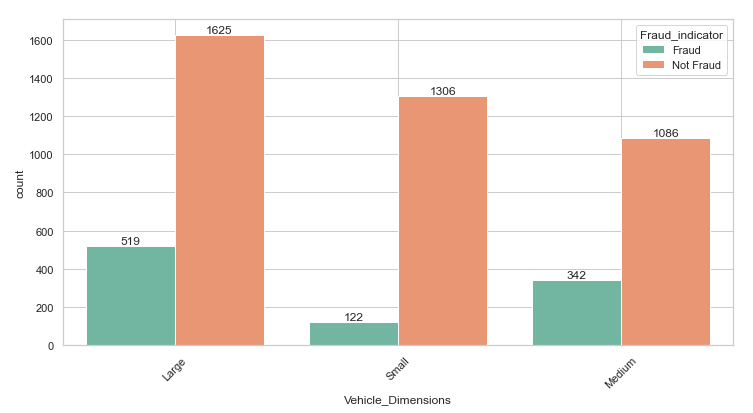 1625
1600
Fraud_indicator
Fraud
Not Fraud
1400
1306
1200
1086
1000
count
800
600
519
400
342
200
122
0
Large
Small
Medium
Vehicle_Dimensions